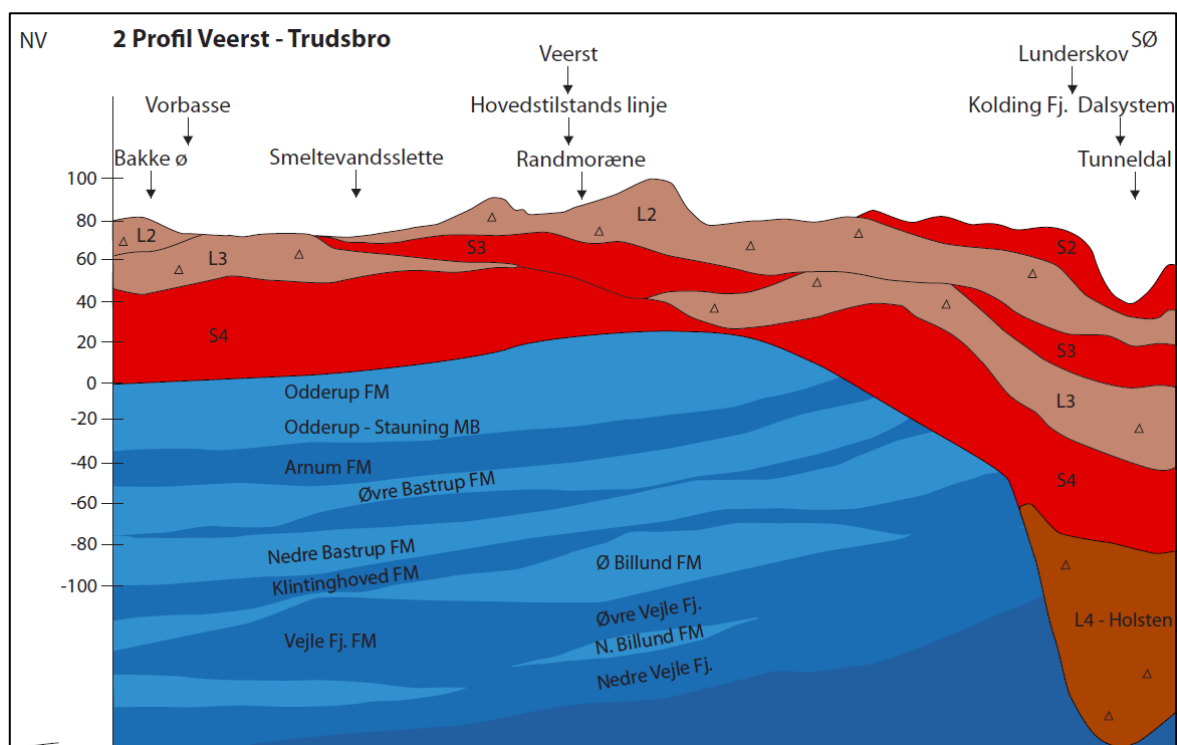 NV
2 Profil Veerst - Trudsbro
SØ
Veerst
Lunderskov
Vorbasse
Hovedstilstands linje
Kolding Fj. Dalsystem
Bakke ø
Smeltevandsslette
Randmoræne
Tunneldal
100
80
60
40
20
0
-20
-40
-60
-80
-100
L2
L3
S4
S3
L2
S2
S3
L3
S4
L4 - Holsten
Odderup FM
Odderup - Stauning MB
Arnum FM
Øvre Bastrup FM
Nedre Bastrup FM
Klintinghoved FM
Ø Billund FM
Øvre Vejle Fj.
Vejle Fj. FM
N. Billund FM
Nedre Vejle Fj.